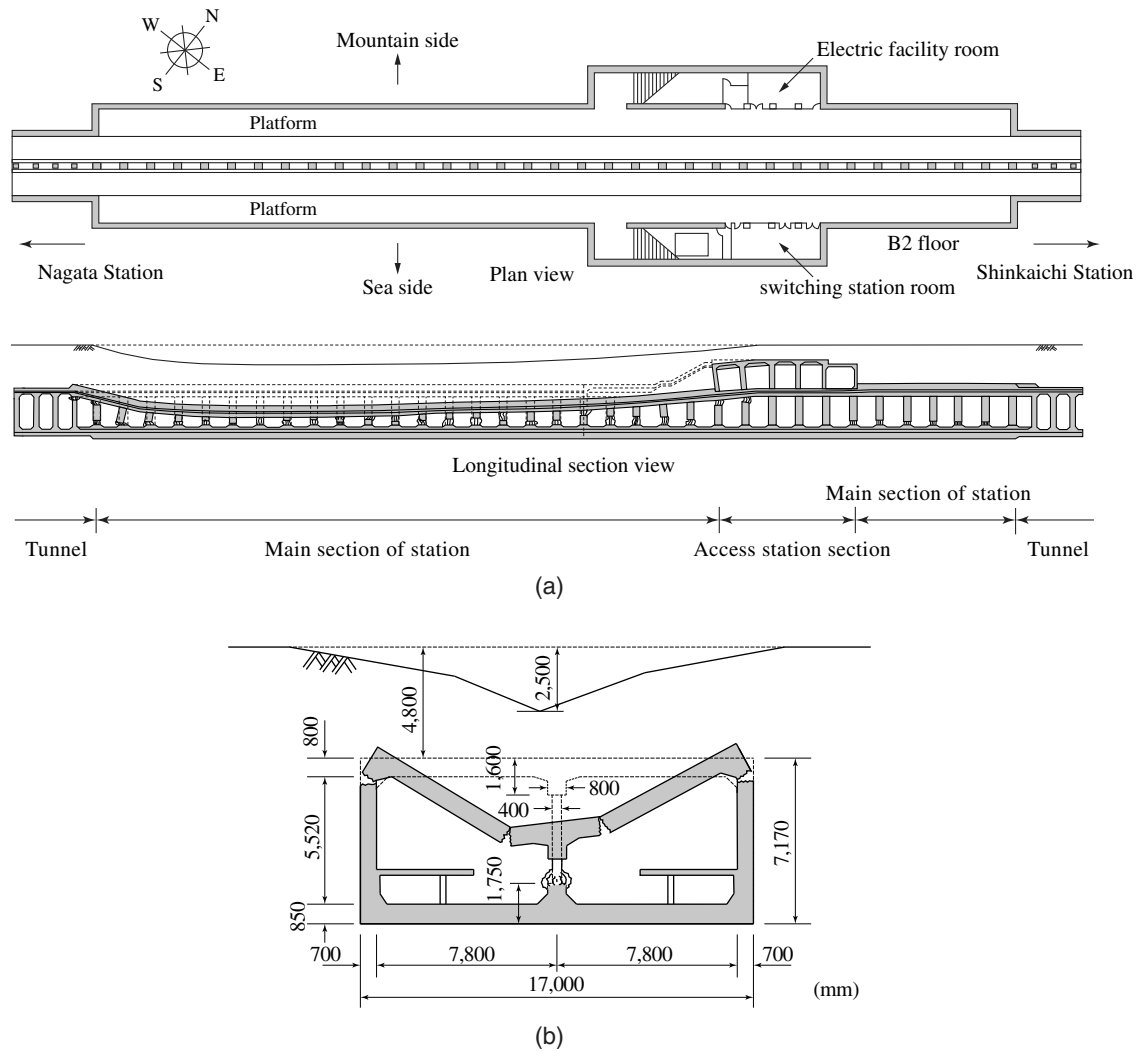 N
W
E
S
Mountain side
Electric facility room
Platform
Platform
B2 floor
Nagata Station
Sea side
Plan view
switching station room
Shinkaichi Station
Longitudinal section view
Main section of station
Tunnel
Main section of station
Access station section
Tunnel
(a)
2,500
4,800
800
1,600
800
400
5,520
7,170
1,750
850
700
7,800
7,800
700
17,000
(mm)
(b)